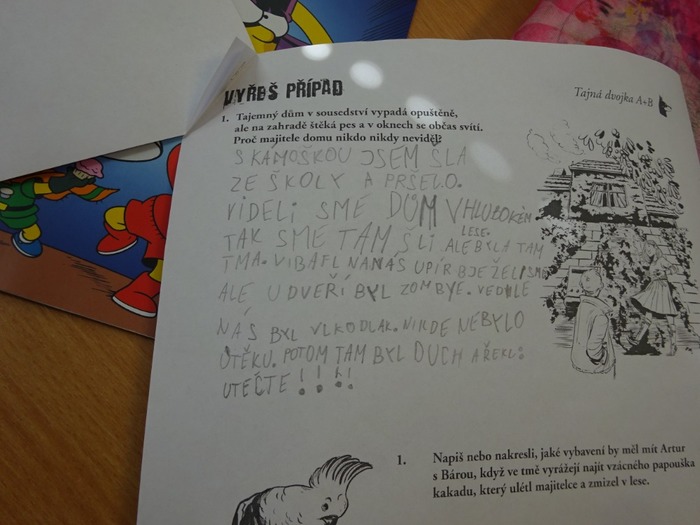 VYŘEŠ PŘÍPAD
Tajná dvojka A+B
1. Tajemný dům v sousedství vypadá opuštěně,
ale na zahradě štěká pes a v oknech se občas svítí.
Proč majitele domu nikdo nikdy neviděl?
S KAMOŠKOU JSEM ŠLA
ZE ŠKOLY A PRŠELO.
VIDELI SME DŮM V HLUBOKÉM
LESE.
TAK SME TAM ŠLI ALE BYLA TAM
TMA. VIBAFL NA NÁS UPÍR BJEŽELI SME
ALE U DVEŘÍ BYL ZOMBYE. VEDLE
NÁS BYL VLKODLAK. NIKDE NEBYLO
ÚTĚKU. POTOM TAM BYL DUCH A ŘEKL:
UTEČTE!!!!
1. Napiš nebo nakresli, jaké vybavení by měl mít Artur
s Bárou, když ve tmě vyrážejí najít vzácného papouška
kakadu, který ulétl majitelce a zmizel v lese.